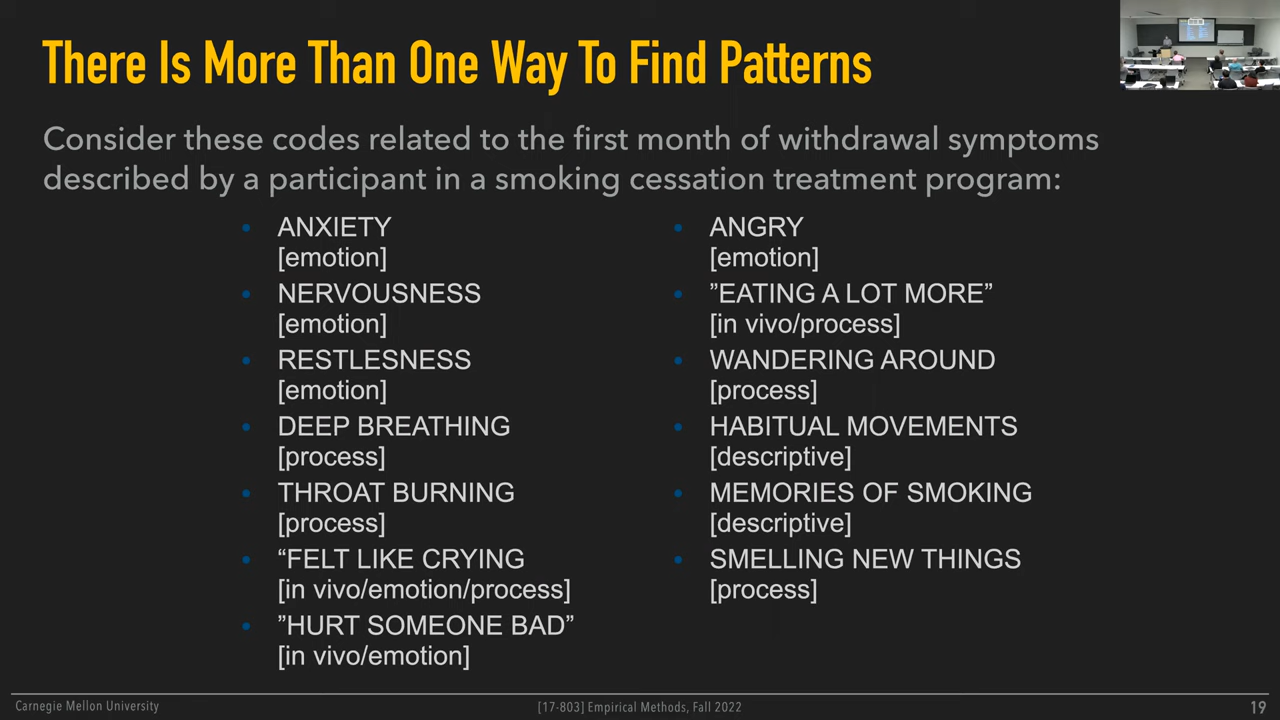 There Is More Than One Way To Find Patterns
Consider these codes related to the first month of withdrawal symptoms
described by a participant in a smoking cessation treatment program:
• ANXIETY
[emotion]
• NERVOUSNESS
[emotion]
• RESTLESNESS
[emotion]
• DEEP BREATHING
[process]
• THROAT BURNING
[process]
• “FELT LIKE CRYING
[in vivo/emotion/process]
• ”HURT SOMEONE BAD”
[in vivo/emotion]
• ANGRY
[emotion]
• ”EATING A LOT MORE”
[in vivo/process]
• WANDERING AROUND
[process]
• HABITUAL MOVEMENTS
[descriptive]
• MEMORIES OF SMOKING
[descriptive]
• SMELLING NEW THINGS
[process]
Carnegie Mellon University
[17-803] Empirical Methods, Fall 2022
19